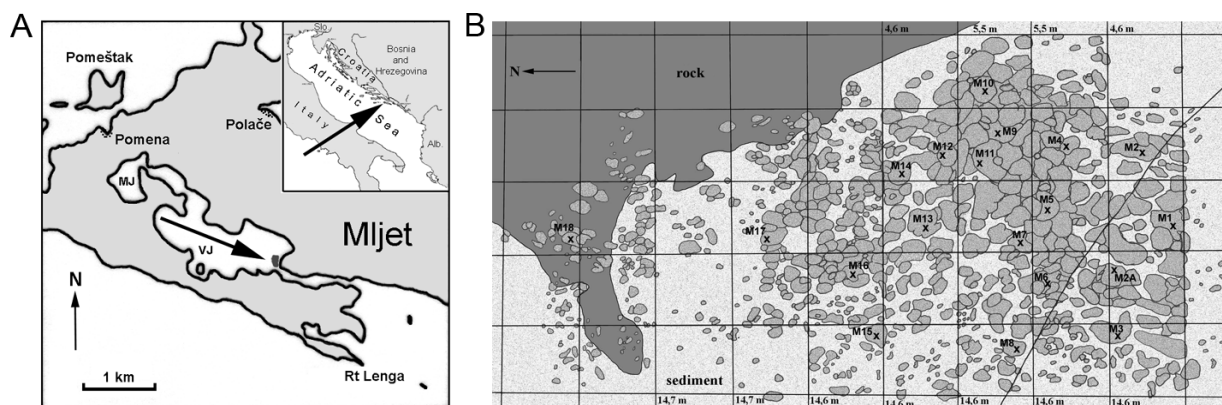 A
Pomeštak
Pomena
Polače
MJ
VJ
Mljet
N
1 km
Rt Lenga
Slo
Croatia
Bosnia
and
Hrezegovina
Adriatic
Sea
Italy
Alb.
B
4,6 m
5,5 m
5,5 m
4,6 m
N
rock
M10
M9
M12
M11
M4
M2
M14
M5
M1
M13
M18
M17
M7
M16
M6
M2A
M15
M8
M3
sediment
14,7 m
14,7 m
14,6 m
14,6 m
14,6 m
14,6 m